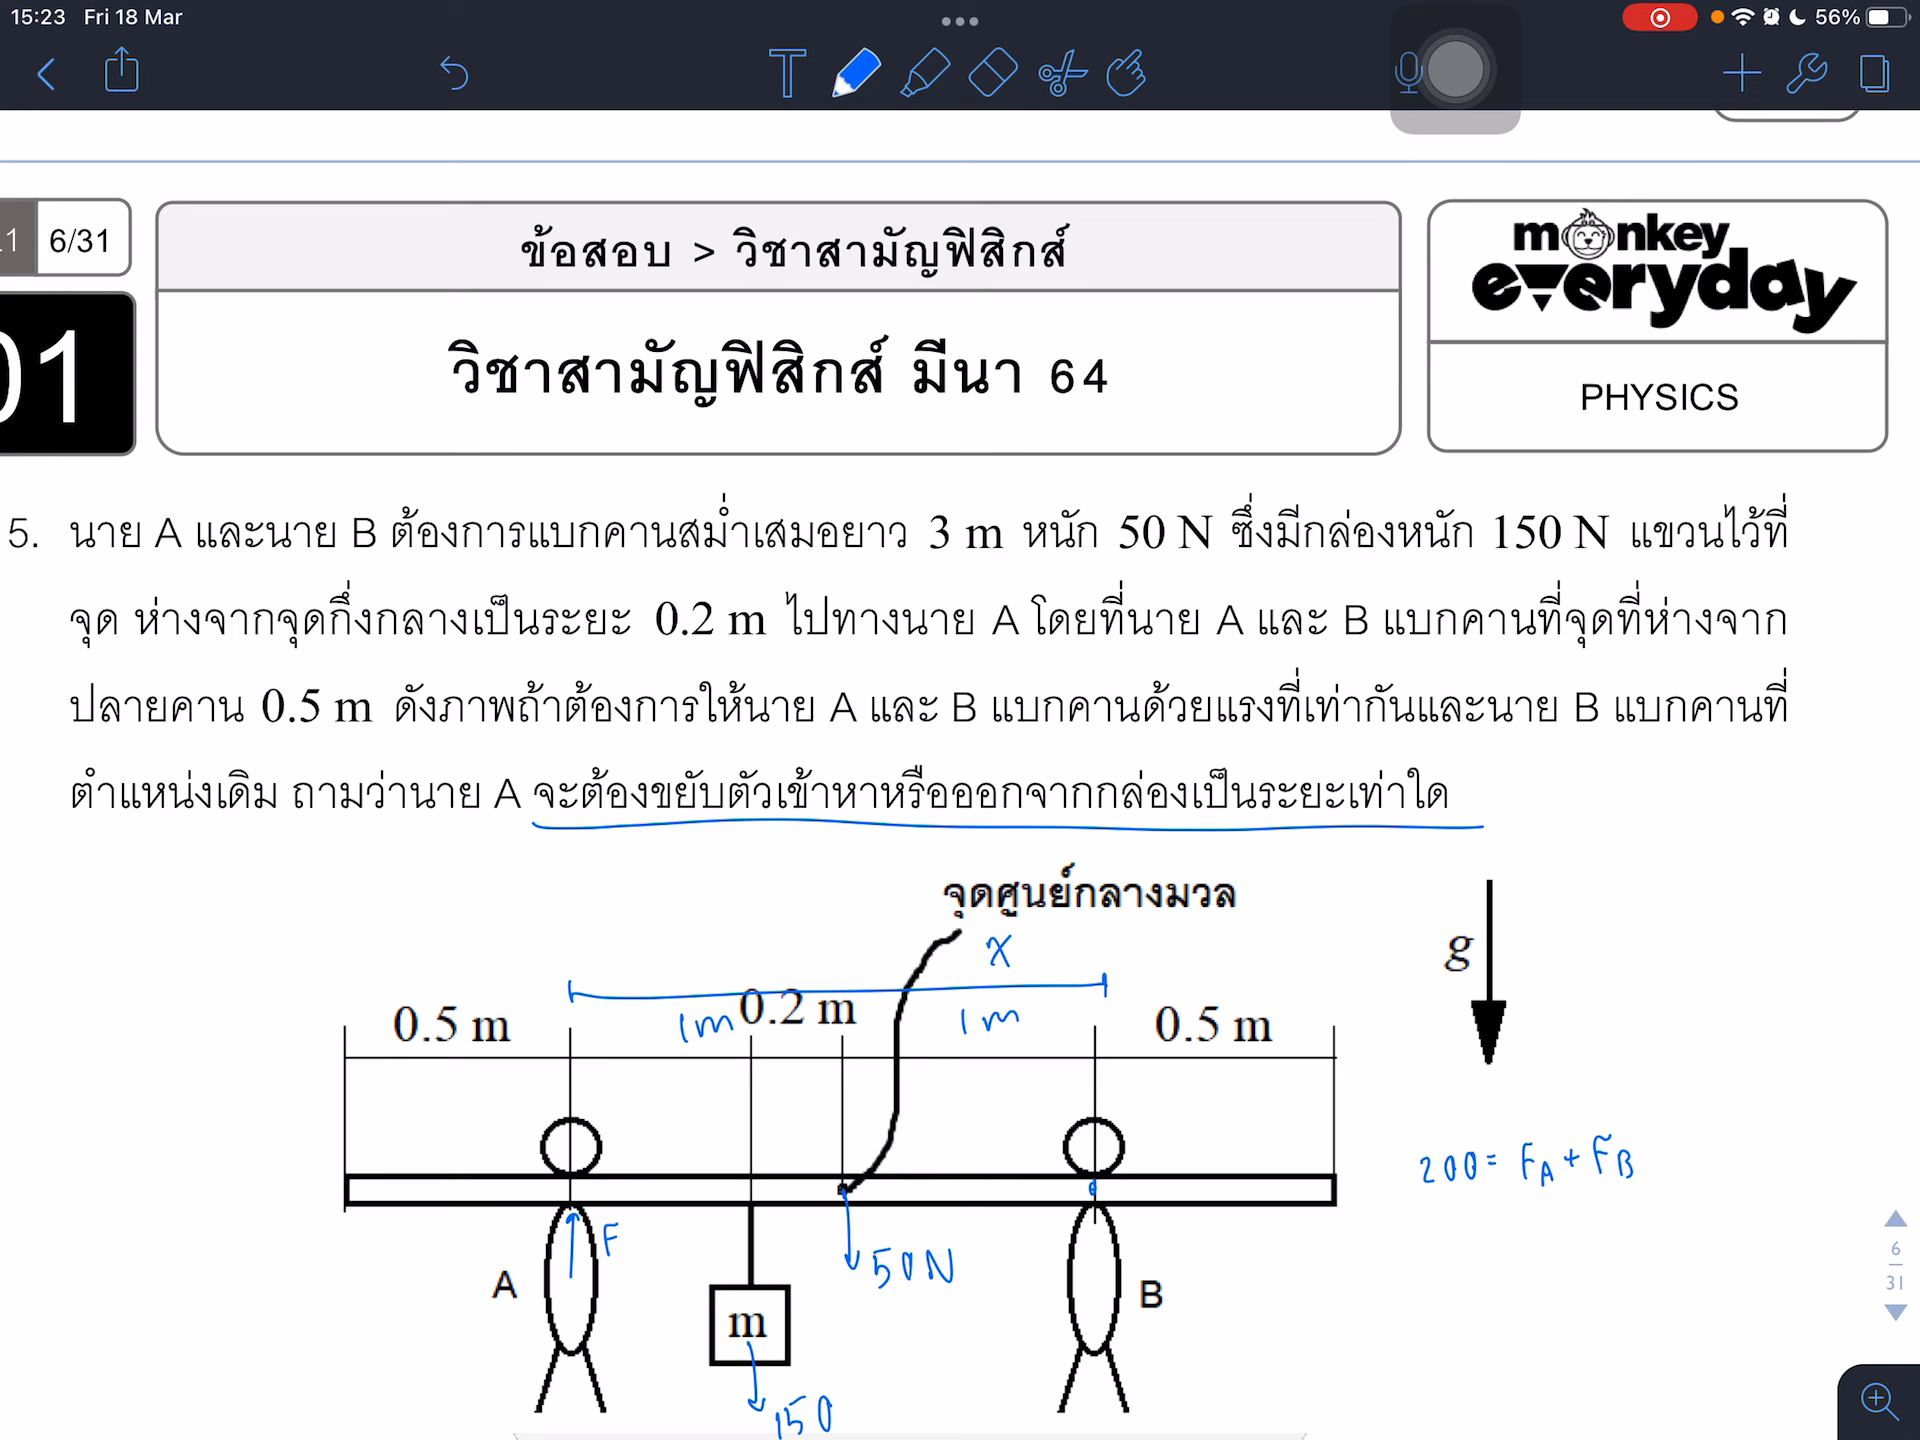 15:23 Fri 18 Mar
56%
.1 6/31
01
ข้อสอบ > วิชาสามัญฟิสิกส์
วิชาสามัญฟิสิกส์ มีนา 64
monkey
everyday
PHYSICS
5. นาย A และนาย B ต้องการแบกคานสม่ำเสมอยาว 3 m หนัก 50 N ซึ่งมีกล่องหนัก 150 N แขวนไว้ที่
จุด ห่างจากจุดกึ่งกลางเป็นระยะ 0.2 m ไปทางนาย A โดยที่นาย A และ B แบกคานที่จุดที่ห่างจาก
ปลายคาน 0.5 m ดังภาพถ้าต้องการให้นาย A และ B แบกคานด้วยแรงที่เท่ากันและนาย B แบกคานที่
ตำแหน่งเดิม ถามว่านาย A จะต้องขยับตัวเข้าหาหรือออกจากกล่องเป็นระยะเท่าใด
จุดศูนย์กลางมวล
x
g
0.5 m 1m 0.2 m 1m 0.5 m
200 = FA + FB
F
50N
A
B
m
150
6
31